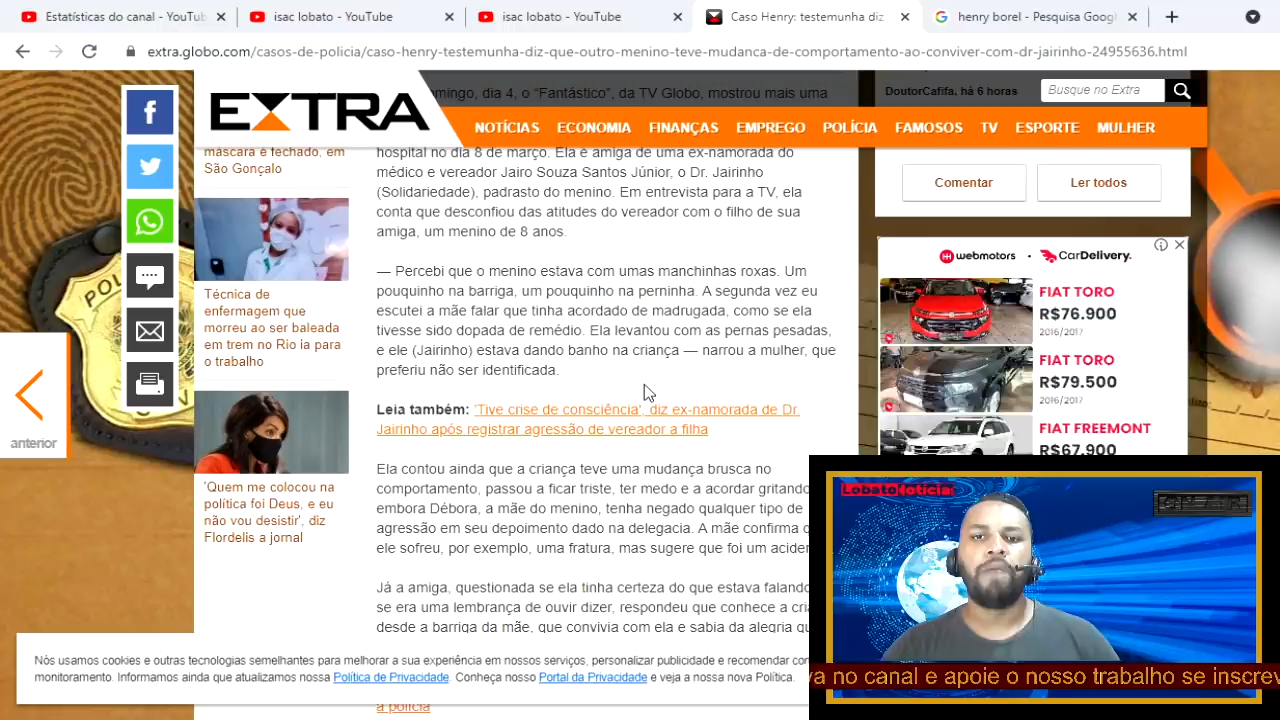 Estatísticas do canal - YouTu
isac lobato - YouTube
isac lobato - YouTube
Caso Henry: testemunha diz
henry borel - Pesquisa Goog
extra.globo.com/casos-de-policia/caso-henry-testemunha-diz-que-outro-menino-teve-mudanca-de-comportamento-ao-conviver-com-dr-jairinho-24955636.html
EXTRA
omingo, dia 4, o “Fantástico”, da TV Globo, mostrou mais uma
DoutorCafifa, há 6 horas
Busque no Extra
NOTÍCIAS ECONOMIA FINANÇAS EMPREGO POLÍCIA FAMOSOS TV ESPORTE MULHER
máscara e fechado, em
São Gonçalo
Técnica de
enfermagem que
morreu ao ser baleada
em trem no Rio ia para
o trabalho
'Quem me colocou na
política foi Deus, e eu
não vou desistir', diz
Flordelis a jornal
anterior
hospital no dia 8 de março. Ela é amiga de uma ex-namorada do
médico e vereador Jairo Souza Santos Júnior, o Dr. Jairinho
(Solidariedade), padrasto do menino. Em entrevista para a TV, ela
conta que desconfiou das atitudes do vereador com o filho de sua
amiga, um menino de 8 anos.
— Percebi que o menino estava com umas manchinhas roxas. Um
pouquinho na barriga, um pouquinho na perninha. A segunda vez eu
escutei a mãe falar que tinha acordado de madrugada, como se ela
tivesse sido dopada de remédio. Ela levantou com as pernas pesadas,
e ele (Jairinho) estava dando banho na criança — narrou a mulher, que
preferiu não ser identificada.
Leia também: 'Tive crise de consciência', diz ex-namorada de Dr.
Jairinho após registrar agressão de vereador a filha
Ela contou ainda que a criança teve uma mudança brusca no
comportamento, passou a ficar triste, ter medo e a acordar gritando
embora Débora, a mãe do menino, tenha negado qualquer tipo de
agressão em seu depoimento dado na delegacia. A mãe confirma
ele sofreu, por exemplo, uma fratura, mas sugere que foi um aciden
Já a amiga, questionada se ela tinha certeza do que estava falando
se era uma lembrança de ouvir dizer, respondeu que conhece a cria
desde a barriga da mãe, que convivia com ela e sabia da alegria
a polícia
Comentar
Ler todos
webmotors
CarDelivery.
FIAT TORO
R$76.900
2016/2017
FIAT TORO
R$79.500
2016/2017
FIAT FREEMONT
R$67.900
Nós usamos cookies e outras tecnologias semelhantes para melhorar a sua experiência em nossos serviços, personalizar publicidade e recomendar con
monitoramento. Informamos ainda que atualizamos nossa Política de Privacidade. Conheça nosso Portal da Privacidade e veja a nossa nova Política.
LobatoNotícias
va no canal e apoie o nosso trabalho se inscrev